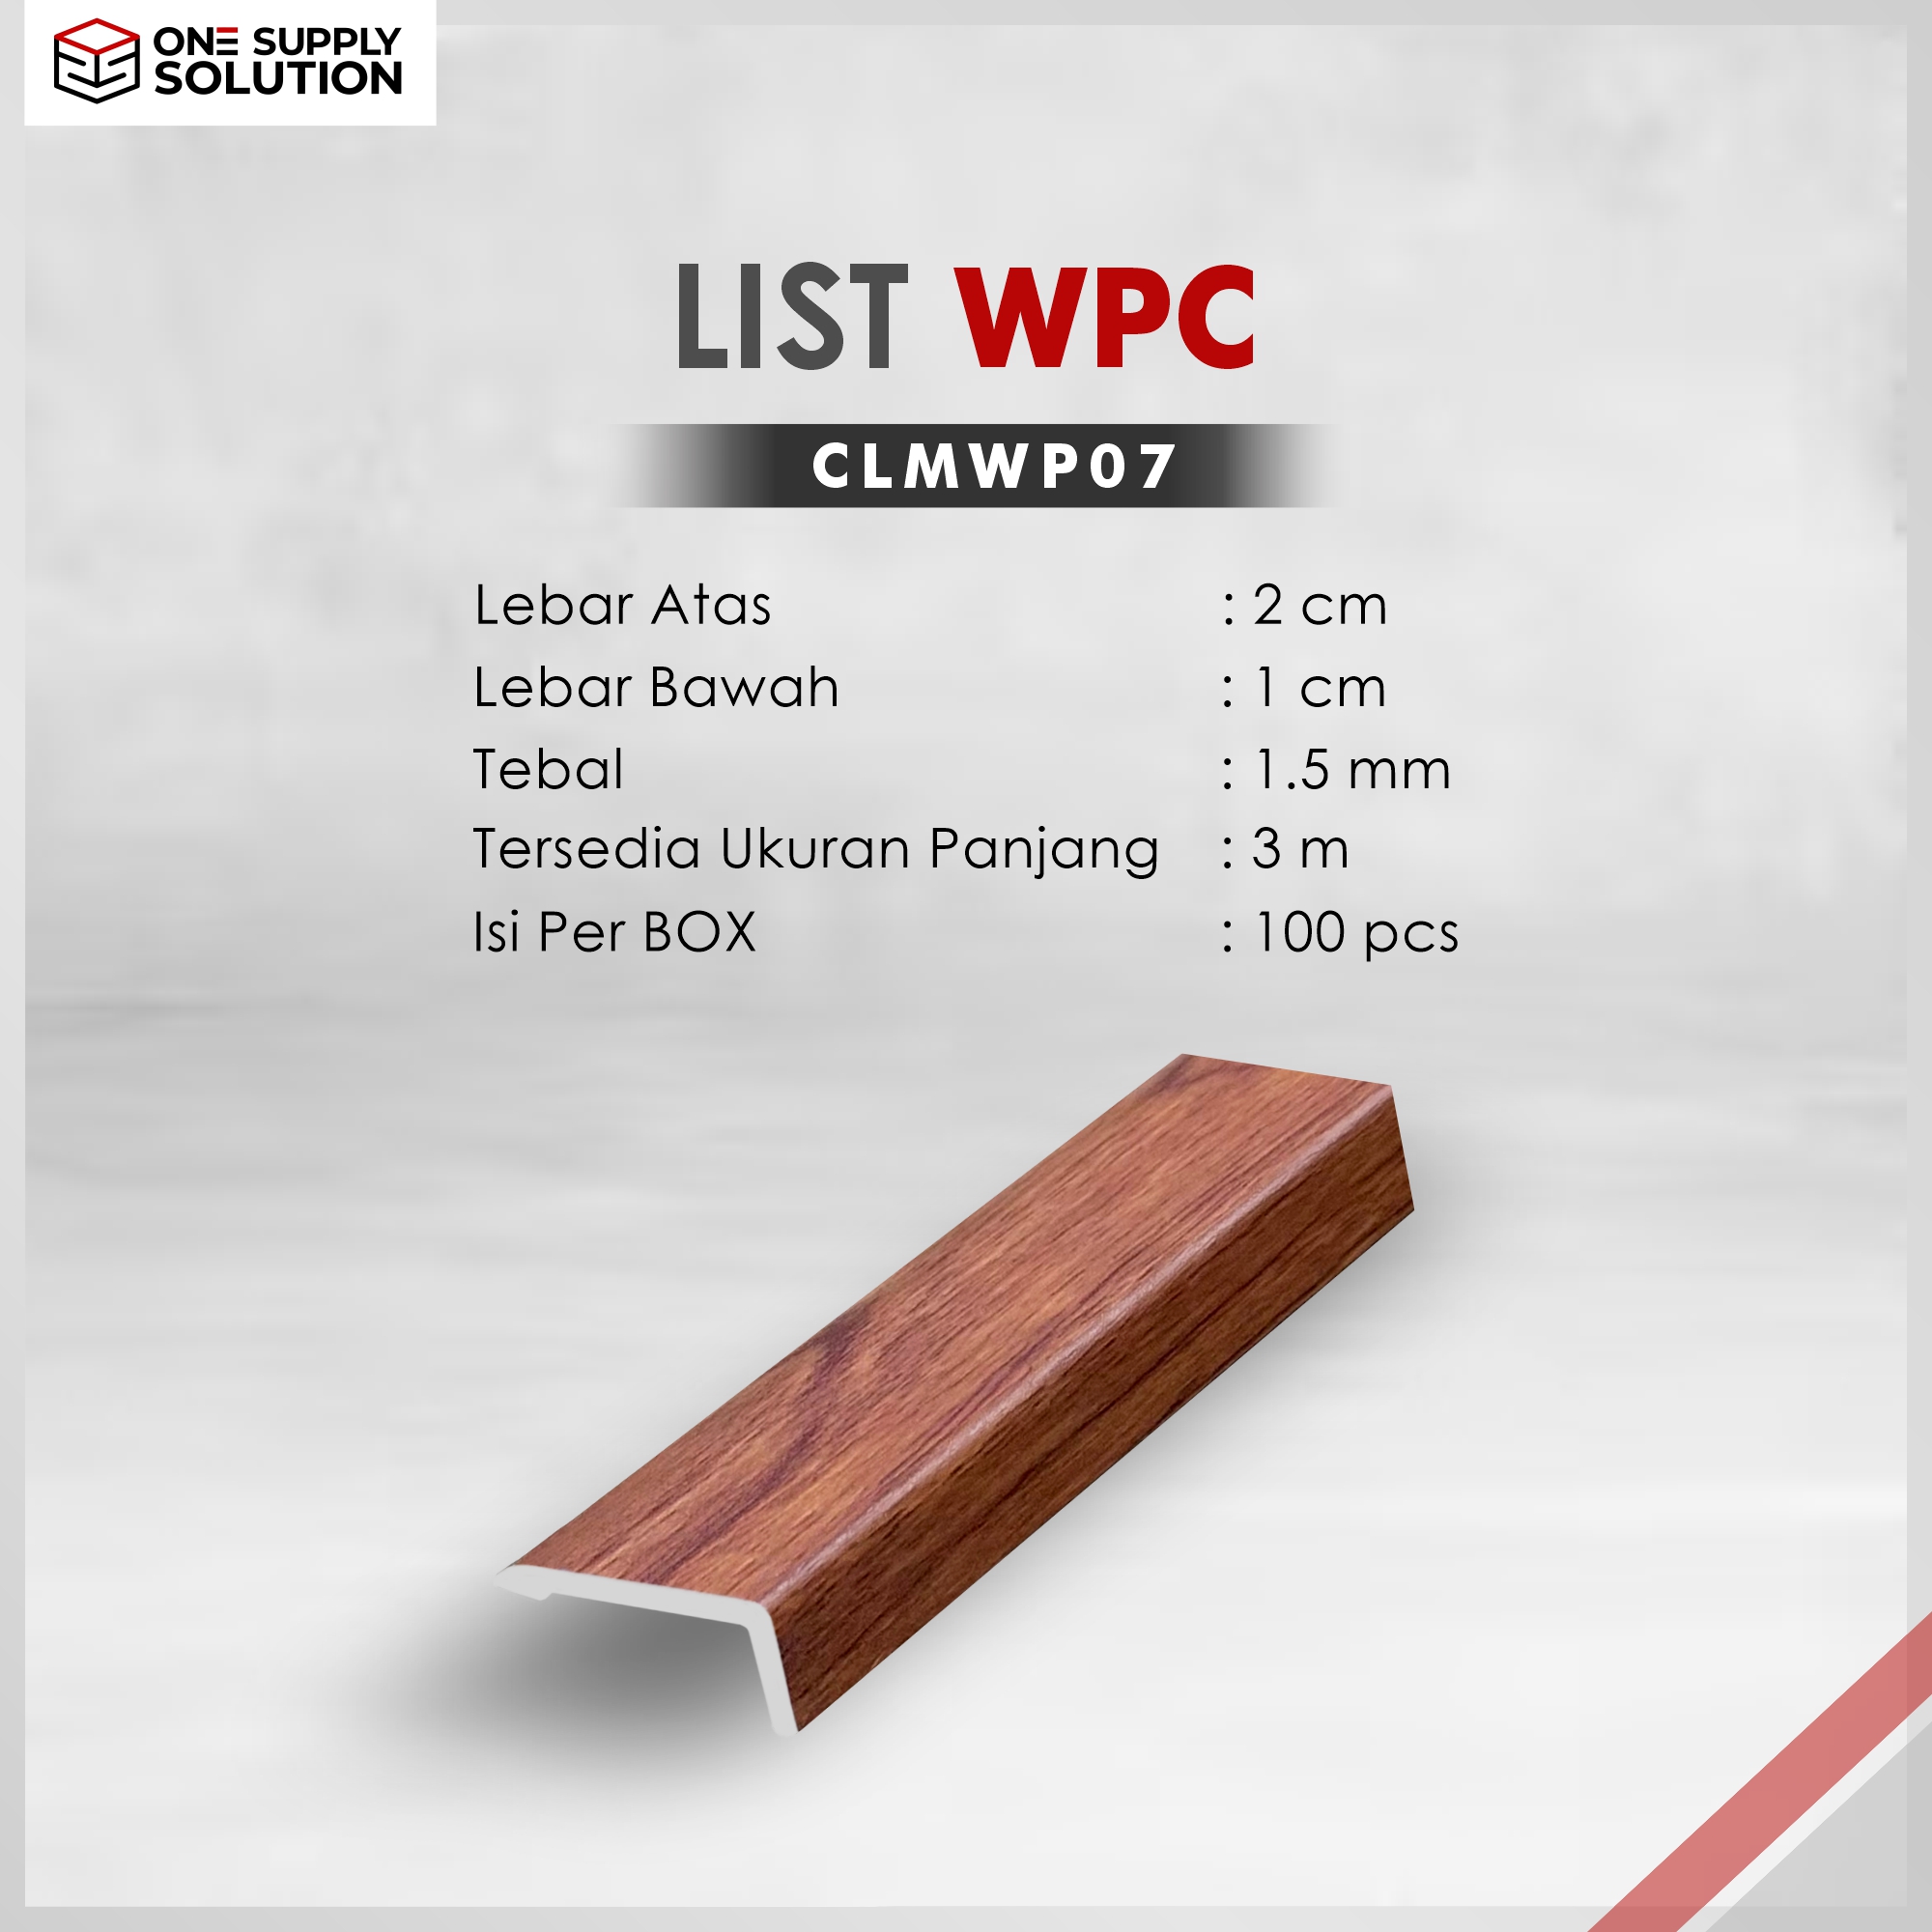 ONE SUPPLY
SOLUTION
LIST WPC
CLMWP07
Lebar Atas : 2 cm
Lebar Bawah : 1 cm
Tebal : 1.5 mm
Tersedia Ukuran Panjang : 3 m
Isi Per BOX : 100 pcs